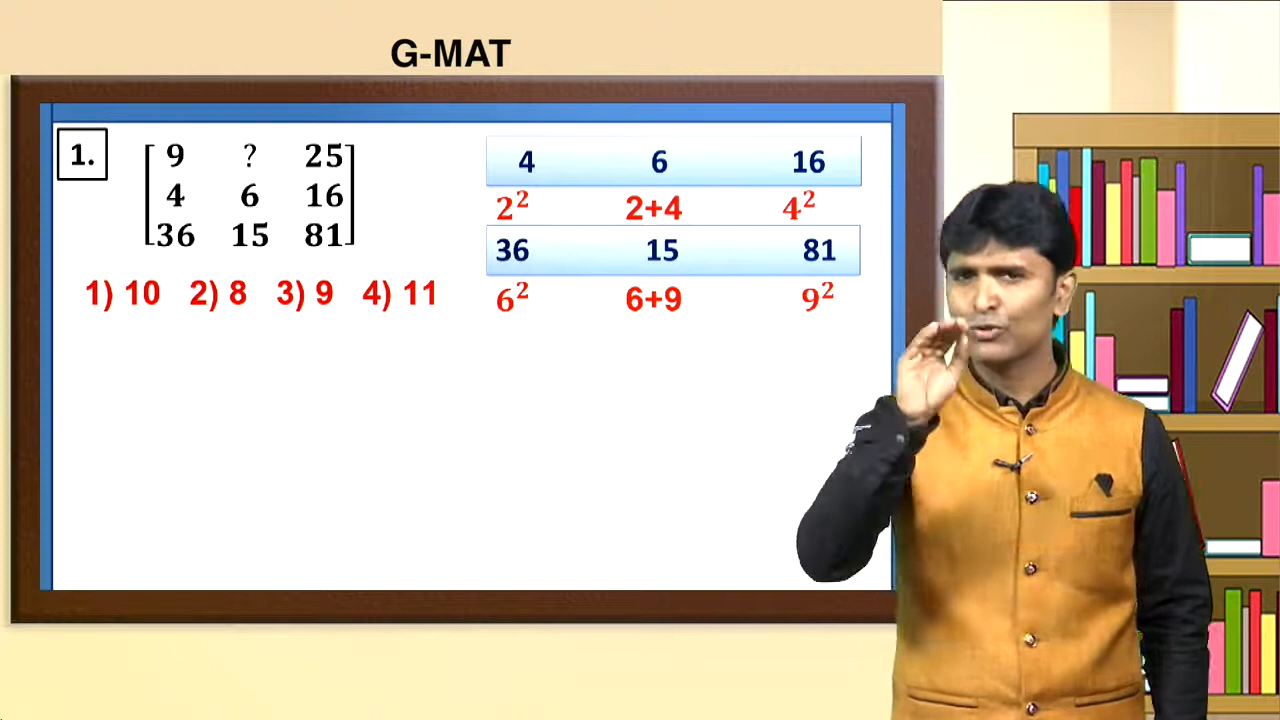 G-MAT
1.
9 ? 25
4 6 16
36 15 81
1) 10 2) 8 3) 9 4) 11
4 6 16
2² 2+4 4²
36 15 81
6² 6+9 9²